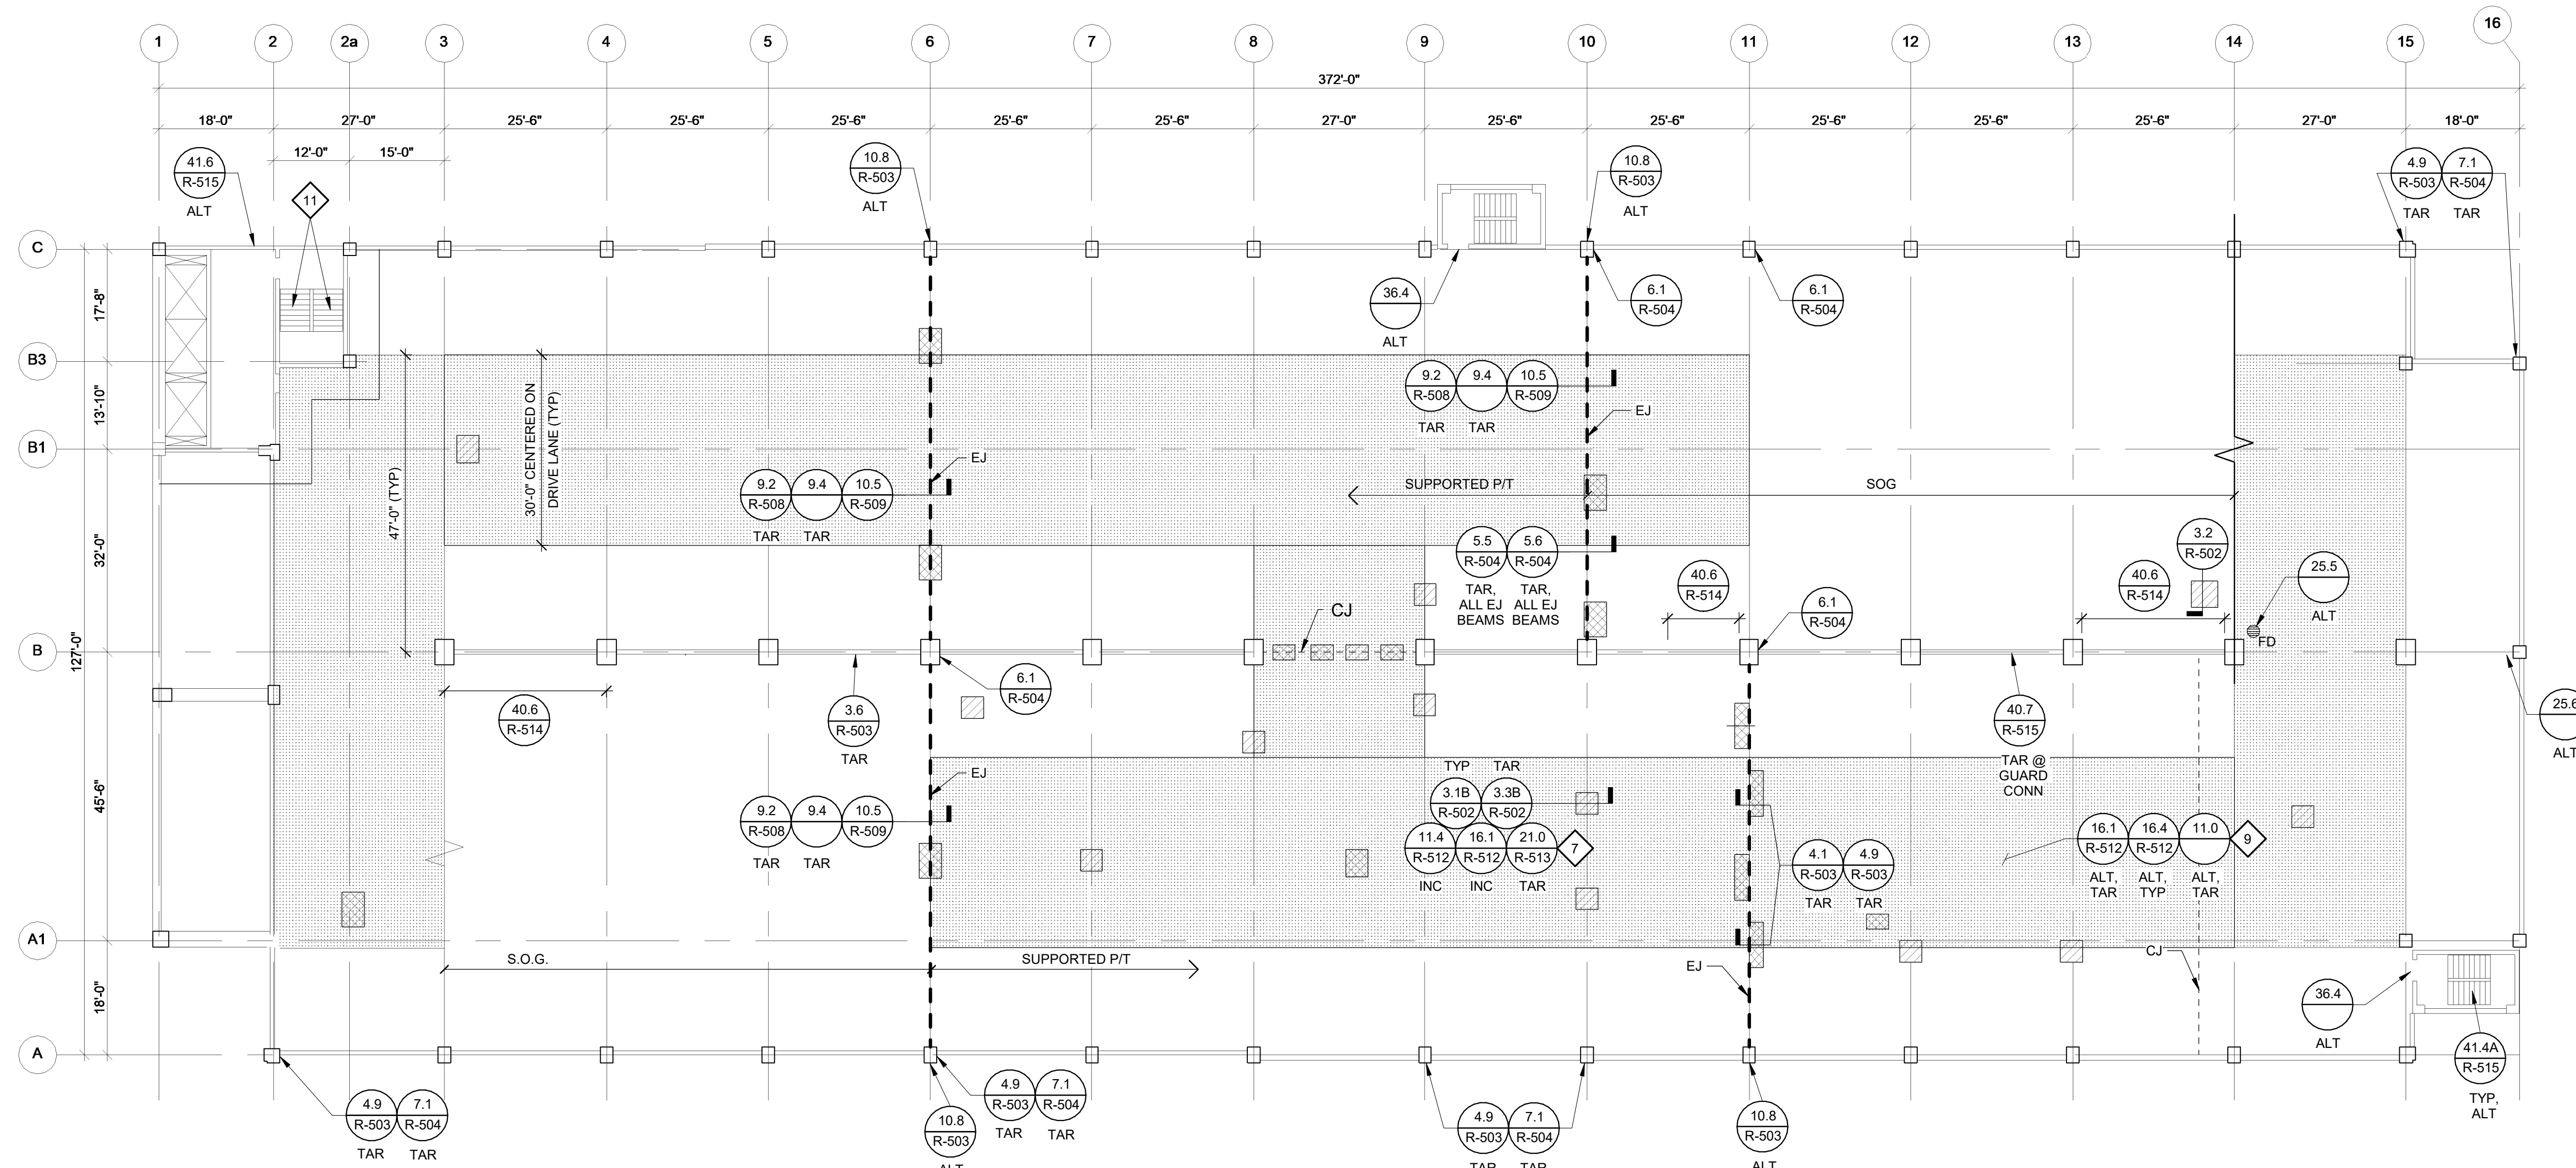 1 2 2a 3 4 5 6 7 8 9 10 11 12 13 14 15 16
372'-0"
18'-0" 27'-0" 25'-6" 25'-6" 25'-6" 25'-6" 25'-6" 27'-0" 25'-6" 25'-6" 25'-6" 25'-6" 25'-6" 27'-0" 18'-0"
12'-0" 15'-0"
41.6
R-515
ALT
11
10.8
R-503
ALT
10.8
R-503
ALT
4.9 7.1
R-503 R-504
TAR TAR
C
17'-8"
36.4
ALT
6.1
R-504
6.1
R-504
B3
13'-10"
47'-0" (TYP)
30'-0" CENTERED ON
DRIVE LANE (TYP)
9.2 9.4 10.5
R-508 R-509
TAR TAR
EJ
B1
EJ
9.2 9.4 10.5
R-508 R-509
TAR TAR
SUPPORTED P/T
SOG
32'-0"
5.5 5.6
R-504 R-504
TAR, TAR,
ALL EJ ALL EJ
BEAMS BEAMS
40.6
R-514
40.6
R-514
3.2
R-502
25.5
ALT
6.1
R-504
CJ
FD
B
127'-0"
6.1
R-504
40.6
R-514
3.6
R-503
TAR
40.7
R-515
TAR @
GUARD
CONN
25.6
ALT
45'-6"
EJ
9.2 9.4 10.5
R-508 R-509
TAR TAR
TYP TAR
3.1B 3.3B
R-502 R-502
11.4 16.1 21.0
R-512 R-512 R-513
7
INC INC TAR
4.1 4.9
R-503 R-503
TAR TAR
16.1 16.4 11.0
R-512 R-512
9
ALT, ALT, ALT,
TAR TYP TAR
A1
S.O.G.
SUPPORTED P/T
EJ
CJ
18'-0"
36.4
ALT
41.4A
R-515
TYP,
ALT
A
4.9 7.1
R-503 R-504
TAR TAR
4.9 7.1
R-503 R-504
TAR TAR
10.8
R-503
ALT
4.9 7.1
R-503 R-504
TAR TAR
10.8
R-503
ALT